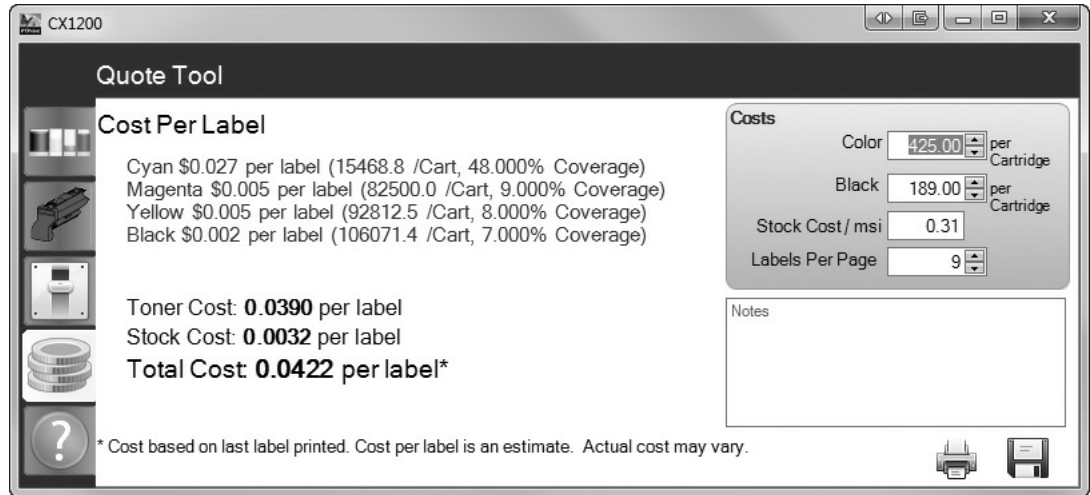 CX1200
Quote Tool
Cost Per Label
Cyan $0.027 per label (15468.8 /Cart, 48.000% Coverage)
Magenta $0.005 per label (82500.0 /Cart, 9.000% Coverage)
Yellow $0.005 per label (92812.5 /Cart, 8.000% Coverage)
Black $0.002 per label (106071.4 /Cart, 7.000% Coverage)
Toner Cost: 0.0390 per label
Stock Cost: 0.0032 per label
Total Cost: 0.0422 per label*
* Cost based on last label printed. Cost per label is an estimate. Actual cost may vary.
Costs
Color 425.00 per Cartridge
Black 189.00 per Cartridge
Stock Cost / msi 0.31
Labels Per Page 9
Notes
?